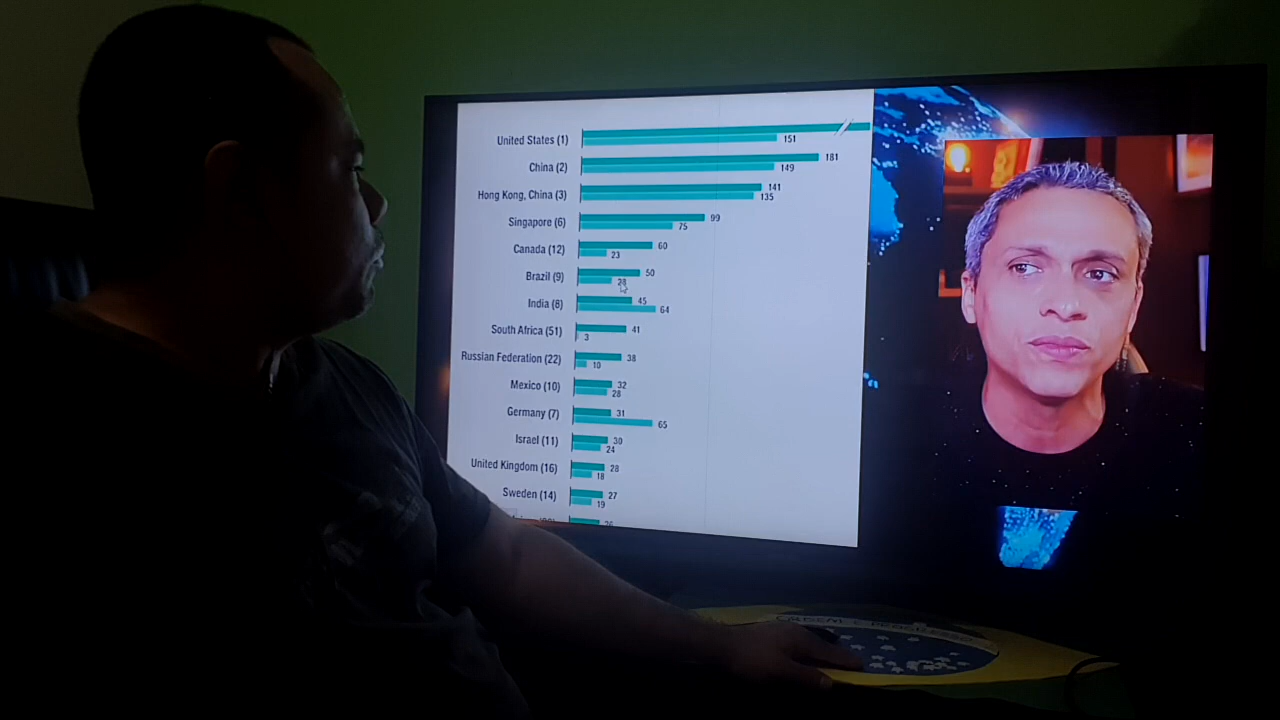 United States (1)
151
China (2)
181
149
Hong Kong, China (3)
141
135
Singapore (6)
99
75
Canada (12)
60
23
Brazil (9)
50
India (8)
45
64
South Africa (51)
41
3
Russian Federation (22)
38
10
Mexico (10)
32
28
Germany (7)
31
65
Israel (11)
30
24
United Kingdom (16)
28
18
Sweden (14)
27
19
26
ORDEM E PROGRESSO